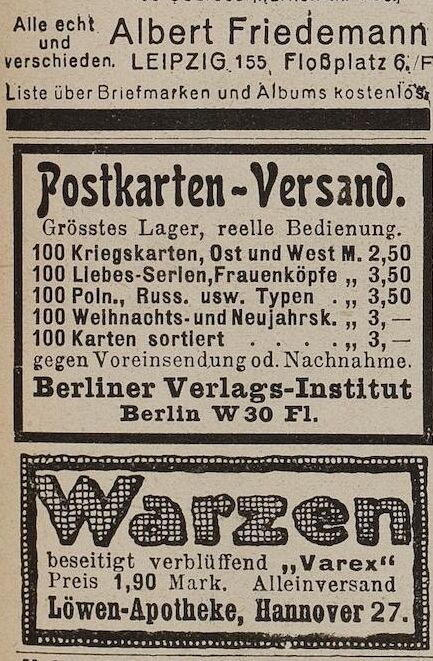 Alle echt
und
verschieden.
Albert Friedemann
LEIPZIG 155, Floßplatz 6./F
Liste über Briefmarken und Albums kostenlos.
Postkarten-Versand.
Grösstes Lager, reelle Bedienung.
100 Kriegskarten, Ost und West M. 2,50
100 Liebes-Serien, Frauenköpfe „ 3,50
100 Poln., Russ. usw. Typen . „ 3,50
100 Weihnachts- und Neujahrsk. „ 3,—
100 Karten sortiert . . . . . „ 3,—
gegen Voreinsendung od. Nachnahme.
Berliner Verlags-Institut
Berlin W 30 Fl.
Warzen
beseitigt verblüffend „Varex“
Preis 1,90 Mark. Alleinversand
Löwen-Apotheke, Hannover 27.